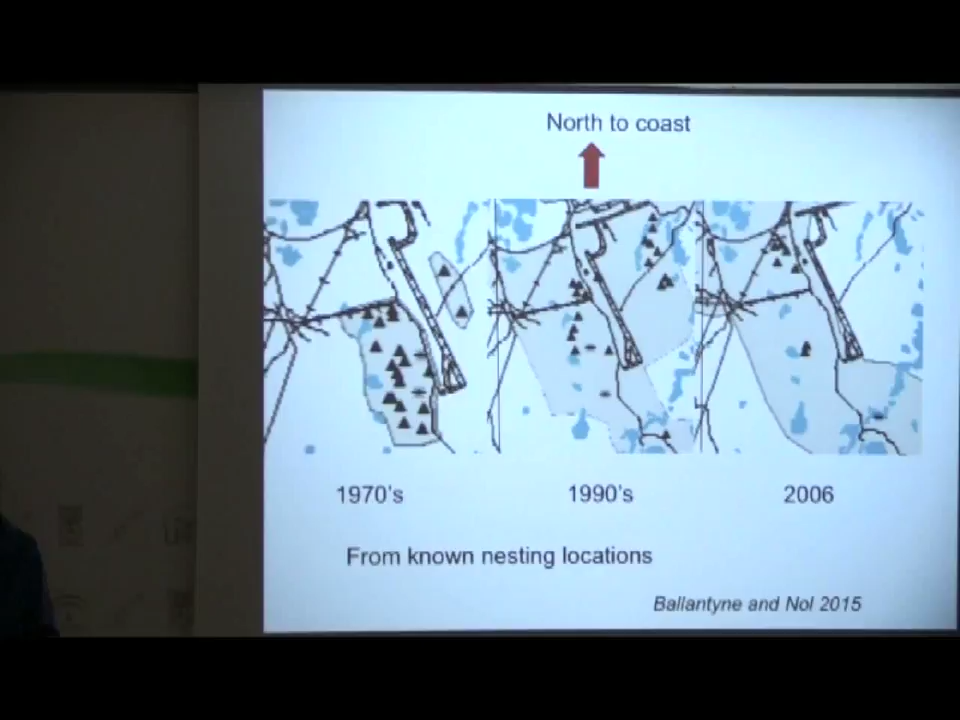 North to coast
1970's
1990's
2006
From known nesting locations
Ballantyne and Nol 2015